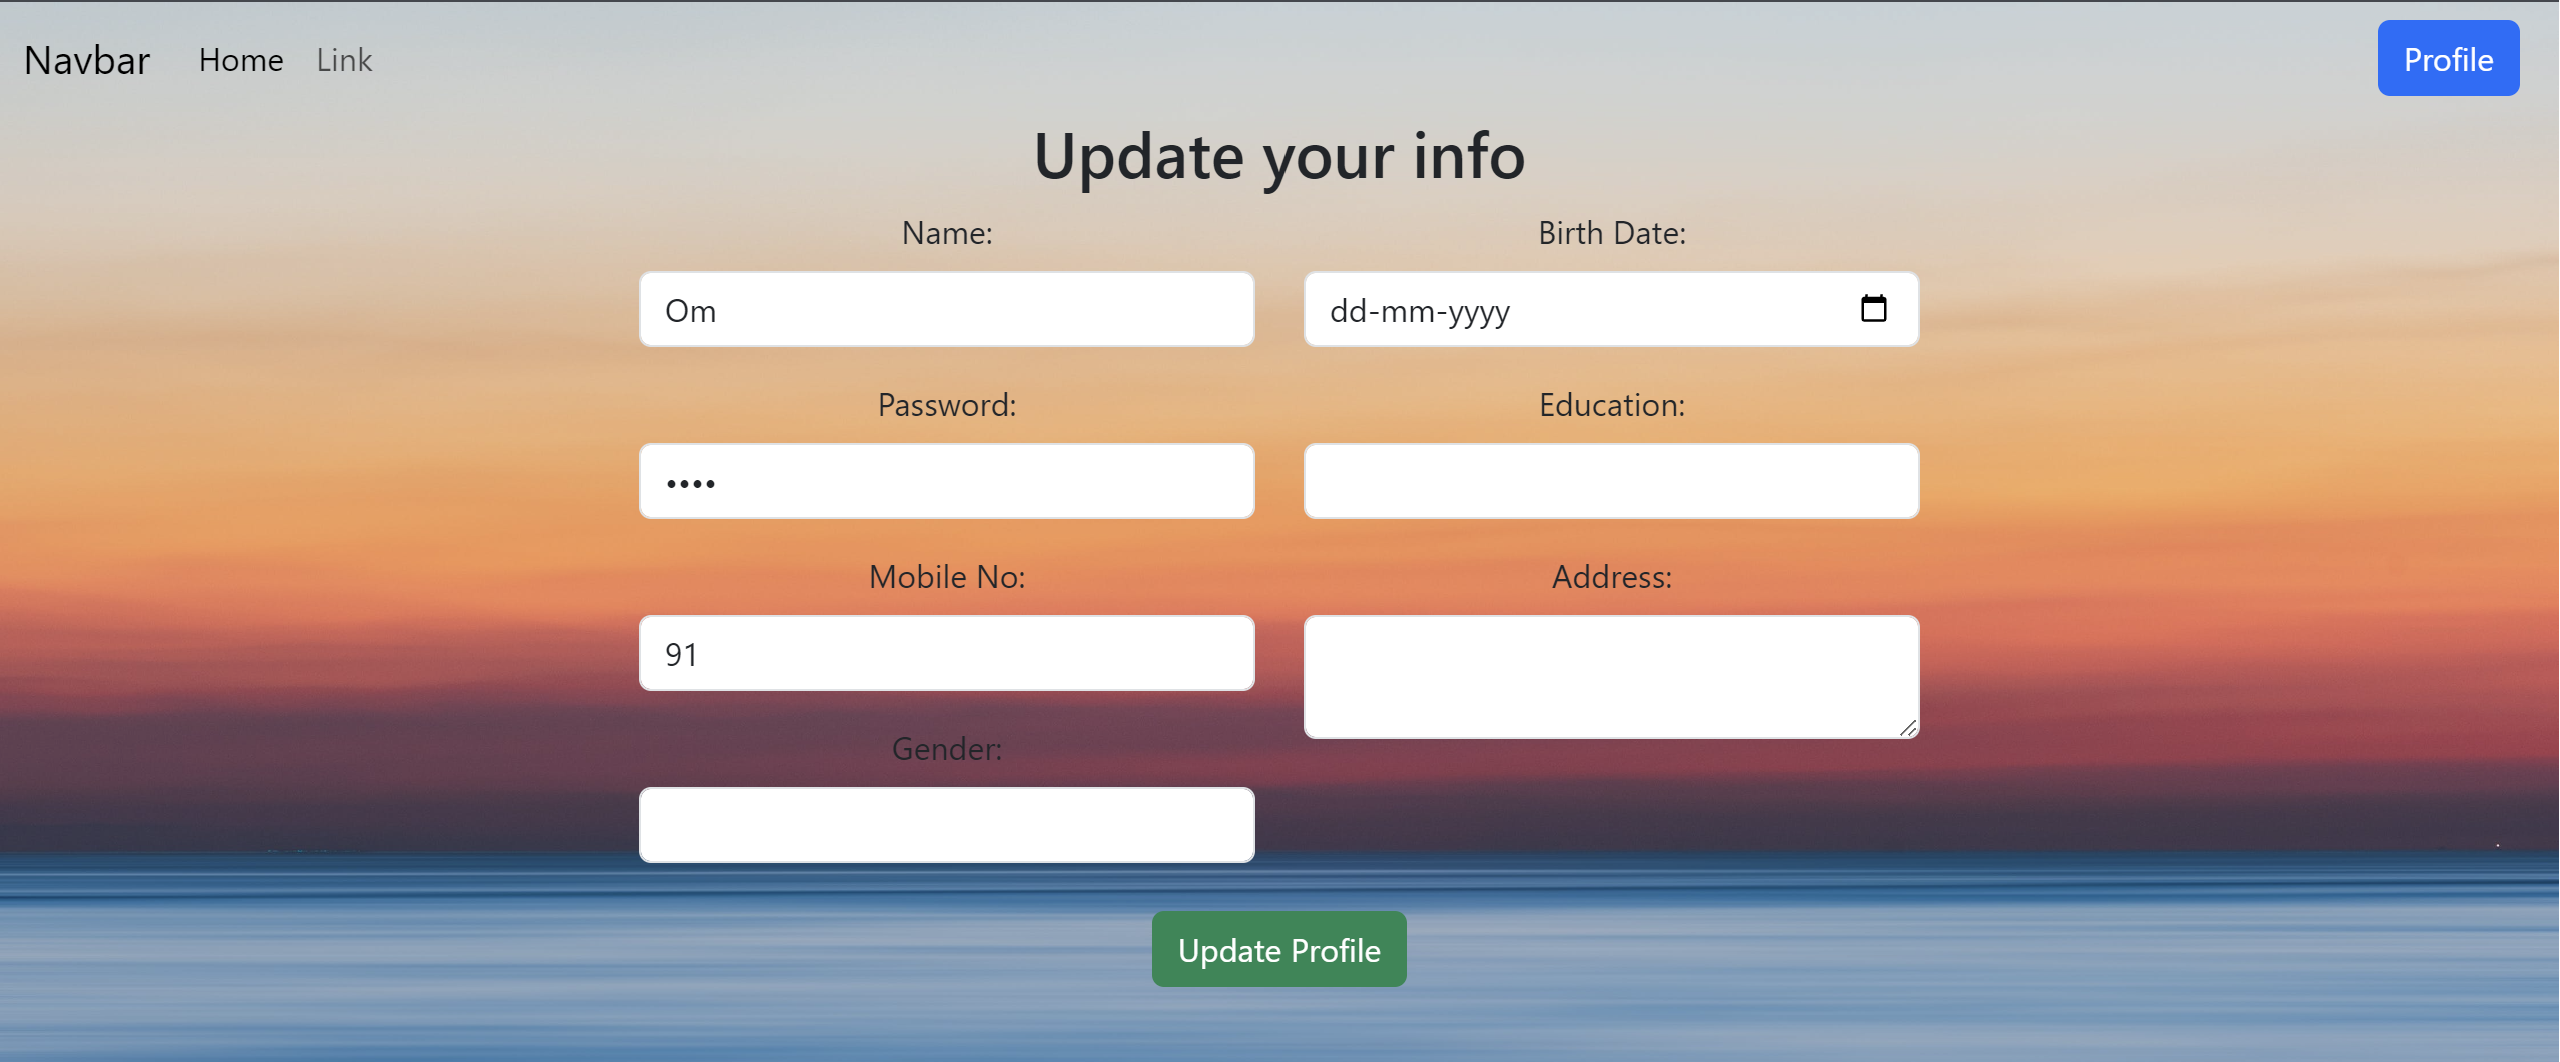 Navbar Home Link Profile
Update your info
Name:
Om
Password:
••••
Mobile No:
91
Gender:
Birth Date:
dd-mm-yyyy
Education:
Address:
Update Profile